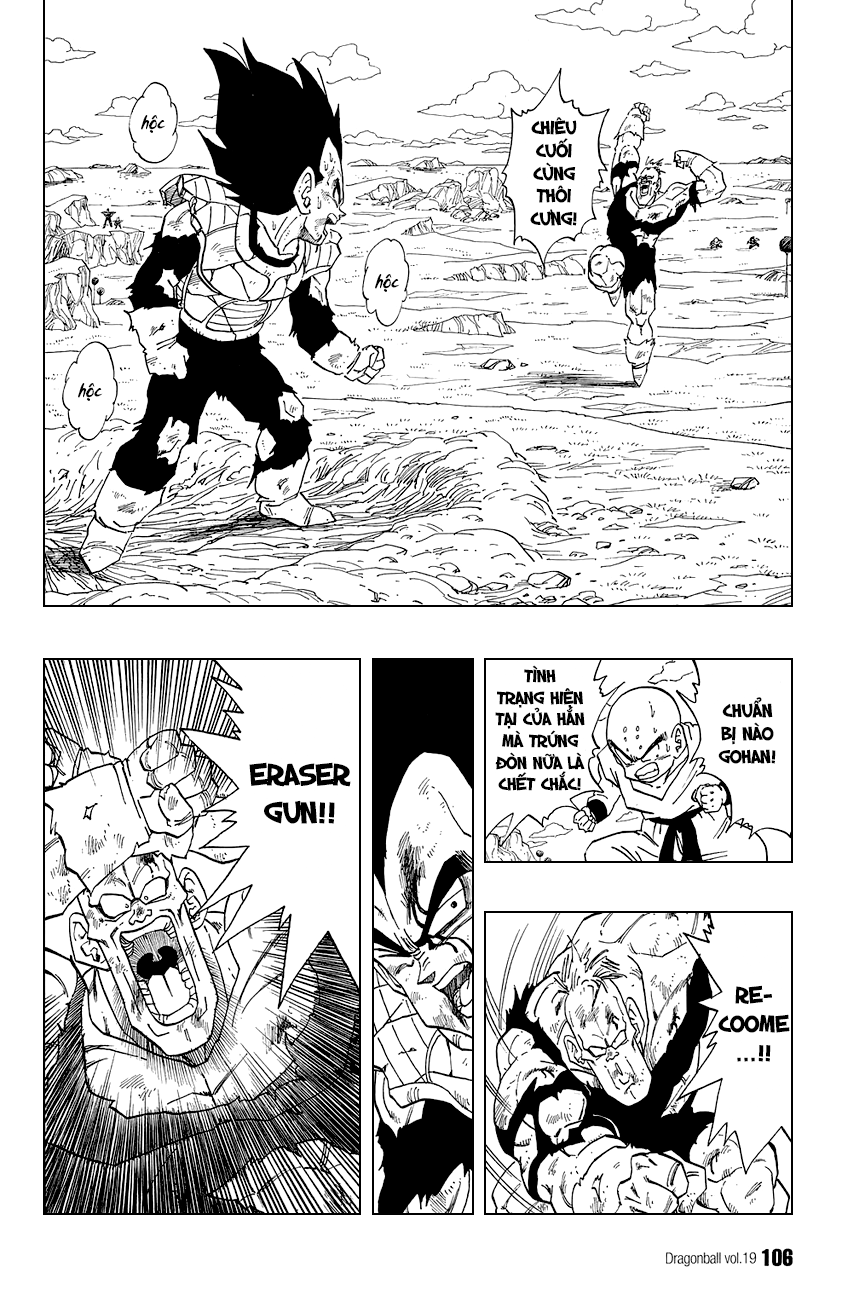 CHIÊU
CUỐI
CÙNG
THÔI
CƯNG!
hộc
hộc
hộc
CHUẨN
BỊ NÀO
GOHAN!
TÌNH
TRẠNG HIỆN
TẠI CỦA HẮN
MÀ TRÚNG
ĐÒN NỮA LÀ
CHẾT CHẮC!
RE-
COOME
...!!
ERASER
GUN!!
Dragonball vol.19 106